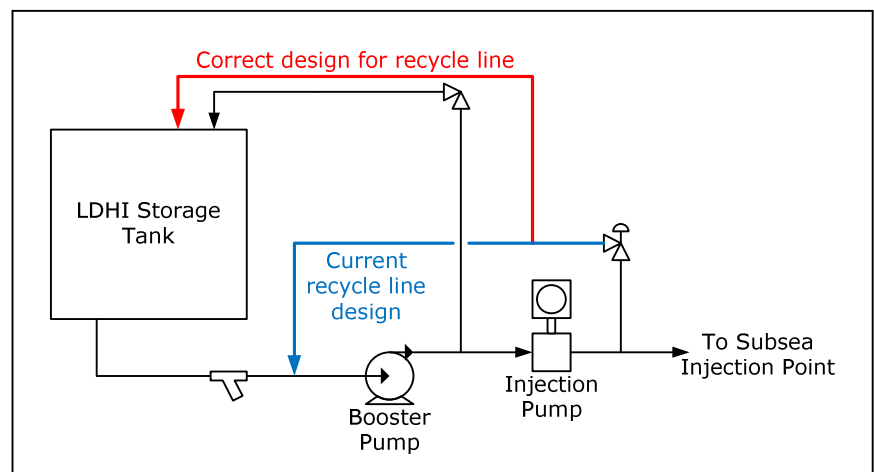 Correct design for recycle line
LDHI Storage
Tank
Current
recycle line
design
To Subsea
Injection Point
Injection
Pump
Booster
Pump